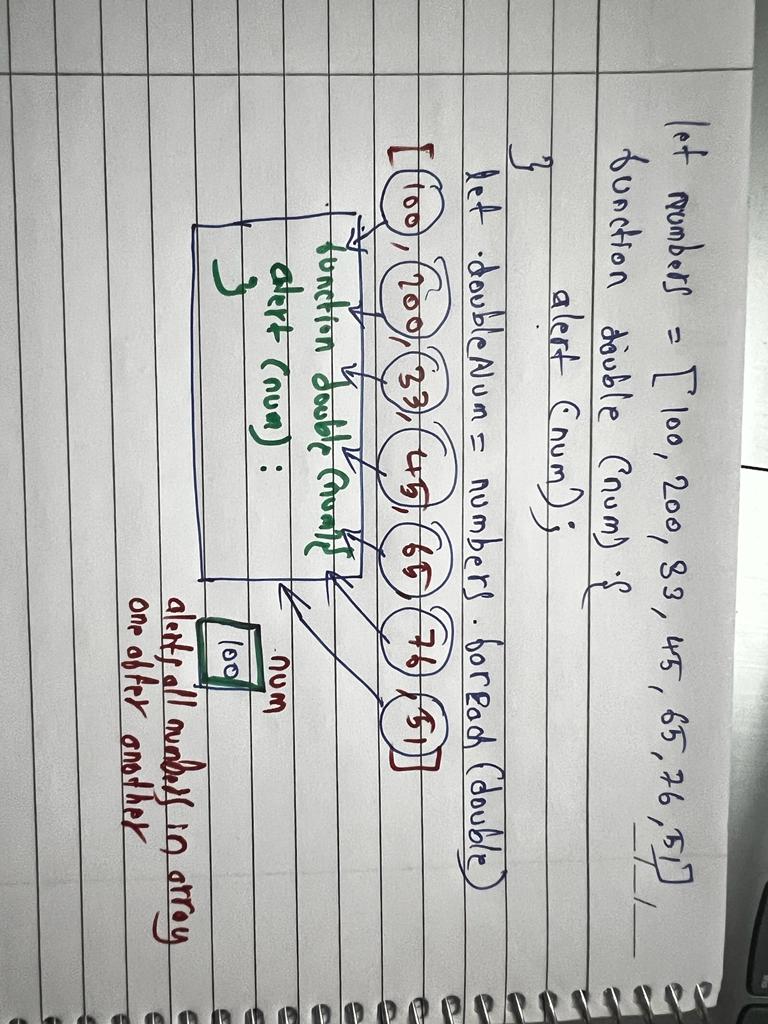 let numbers = [100, 200, 33, 45, 65, 76, 51]
function double (num) {
alert (num);
}
let doubleNum = numbers.forEach (double)
[100, 200, 33, 45, 65, 76, 51]
function double (num) {
alert (num) :
}
num
100
alerts all numbers in array
one after another